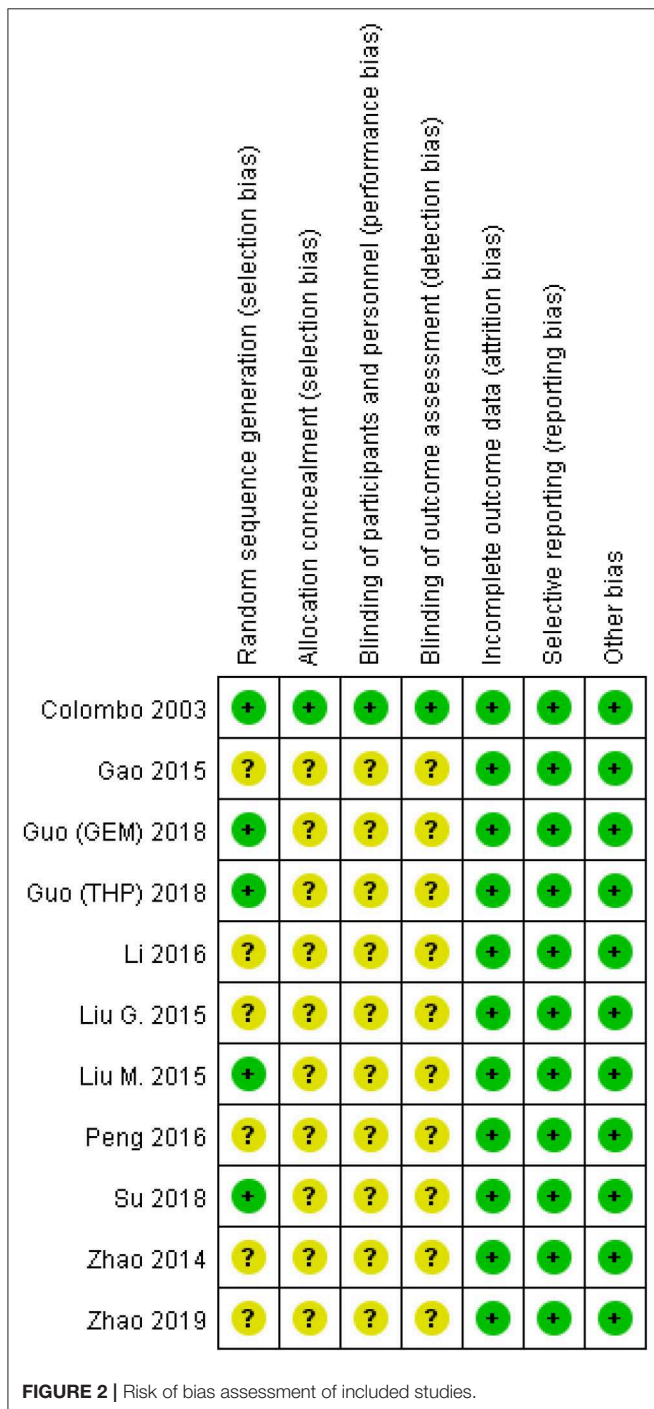 Random sequence generation (selection bias)
Allocation concealment (selection bias)
Blinding of participants and personnel (performance bias)
Blinding of outcome assessment (detection bias)
Incomplete outcome data (attrition bias)
Selective reporting (reporting bias)
Other bias
Colombo 2003 + + + + + + +
Gao 2015 ? ? ? ? + + +
Guo (GEM) 2018 + ? ? ? + + +
Guo (THP) 2018 + ? ? ? + + +
Li 2016 ? ? ? ? + + +
Liu G. 2015 ? ? ? ? + + +
Liu M. 2015 + ? ? ? + + +
Peng 2016 ? ? ? ? + + +
Su 2018 + ? ? ? + + +
Zhao 2014 ? ? ? ? + + +
Zhao 2019 ? ? ? ? + + +
FIGURE 2 | Risk of bias assessment of included studies.